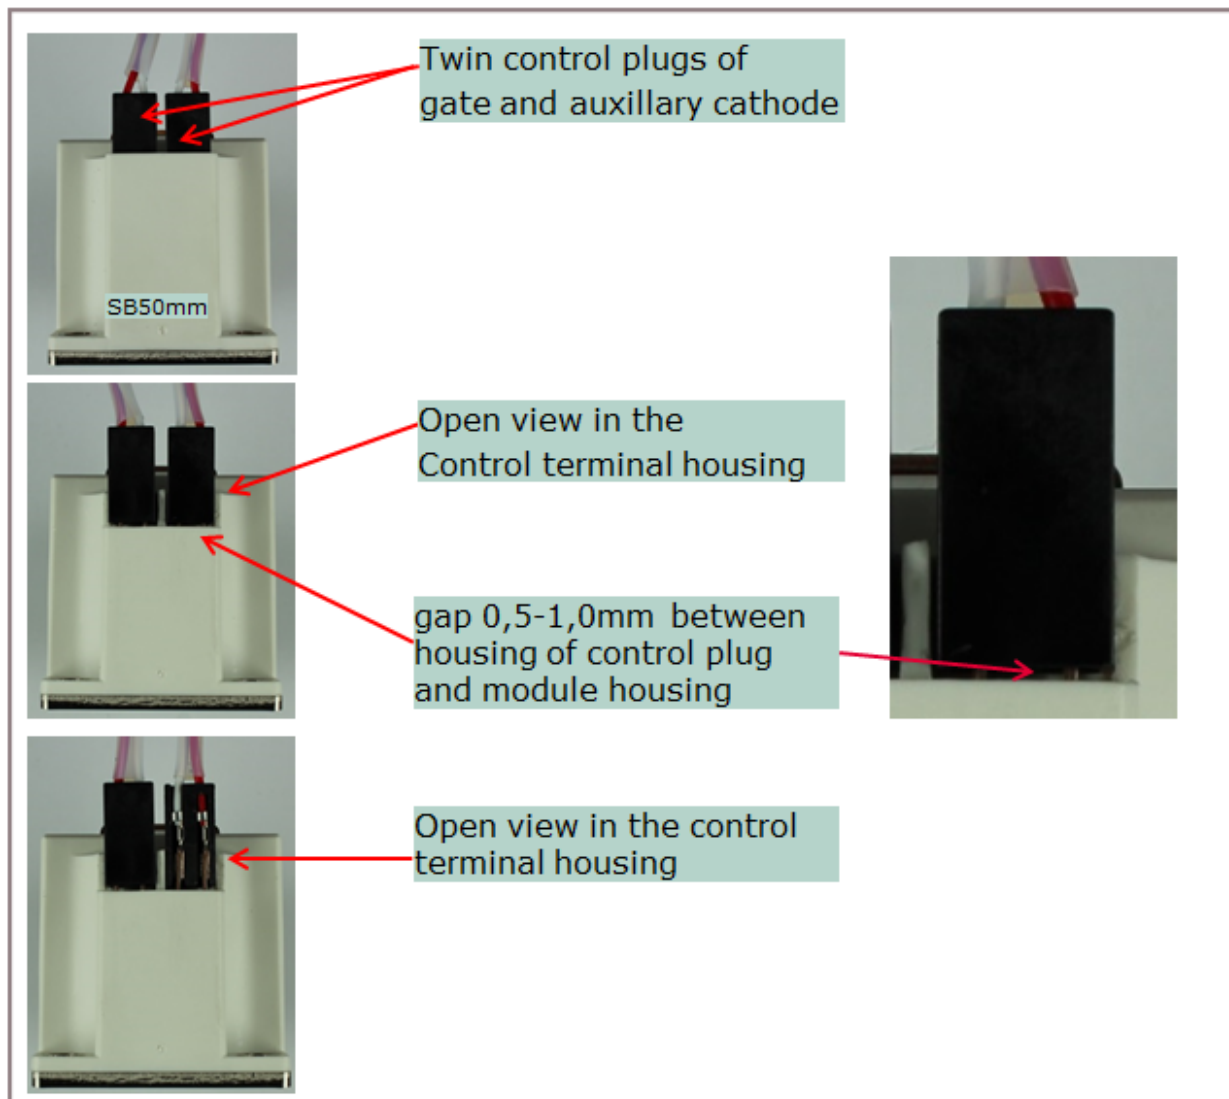 Twin control plugs of
gate and auxillary cathode
SB50mm
Open view in the
Control terminal housing
gap 0,5-1,0mm between
housing of control plug
and module housing
Open view in the control
terminal housing